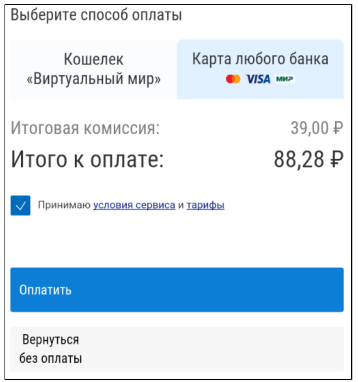 Выберите способ оплаты
Кошелек
«Виртуальный мир»
Карта любого банка
VISA МИР
Итоговая комиссия: 39,00 ₽
Итого к оплате: 88,28 ₽
Принимаю условия сервиса и тарифы
Оплатить
Вернуться
без оплаты